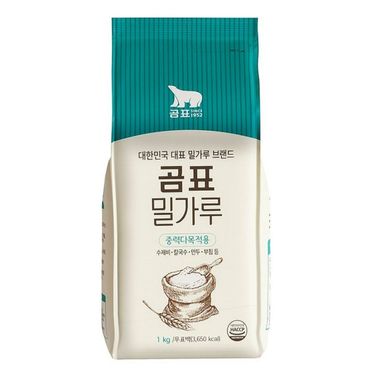 곰표
SINCE
1952
대한민국 대표 밀가루 브랜드
곰표
밀가루
중력다목적용
수제비•칼국수•만두•부침 등
1 kg /무표백(3,650 kcal)
HACCP